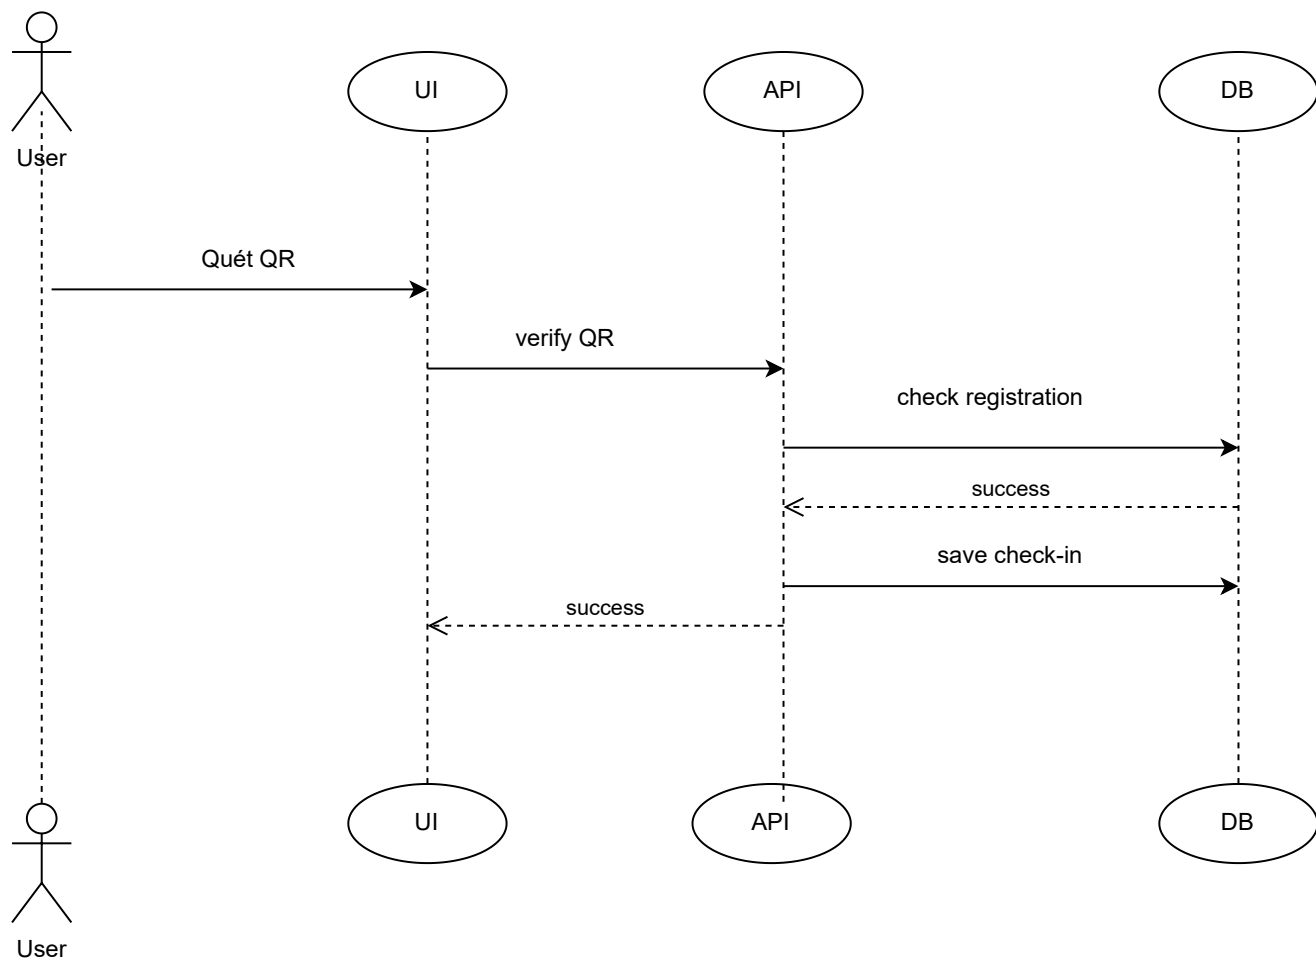 UI
API
DB
User
Quét QR
verify QR
check registration
success
save check-in
success
UI
API
DB
User